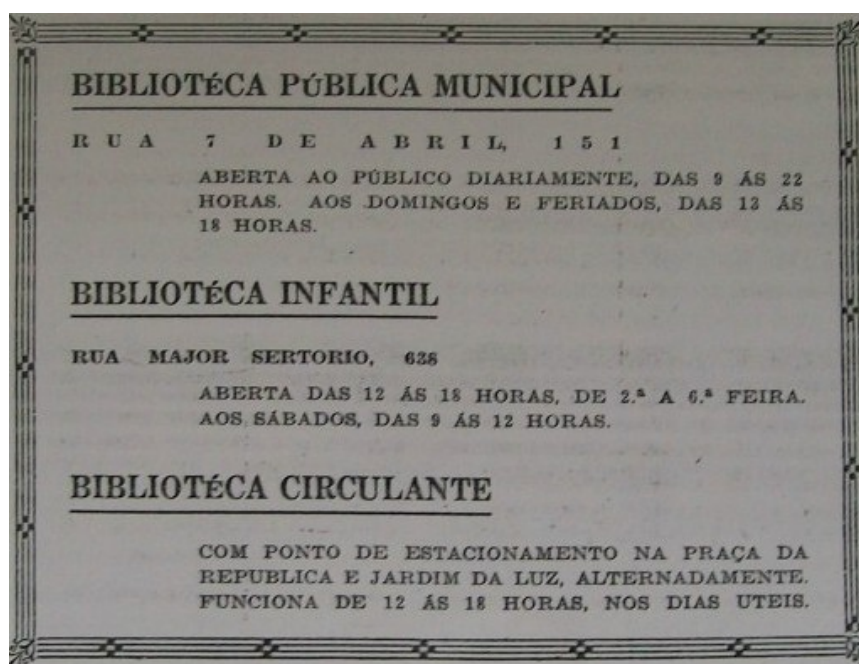 BIBLIOTéCA PúBLICA MUNICIPAL
RUA 7 DE ABRIL, 151
ABERTA AO PÚBLICO DIARIAMENTE, DAS 9 ÁS 22
HORAS. AOS DOMINGOS E FERIADOS, DAS 13 ÁS
18 HORAS.
BIBLIOTéCA INFANTIL
RUA MAJOR SERTORIO, 638
ABERTA DAS 12 ÁS 18 HORAS, DE 2.ª A 6.ª FEIRA.
AOS SÁBADOS, DAS 9 ÁS 12 HORAS.
BIBLIOTéCA CIRCULANTE
COM PONTO DE ESTACIONAMENTO NA PRAÇA DA
REPUBLICA E JARDIM DA LUZ, ALTERNADAMENTE.
FUNCIONA DE 12 ÁS 18 HORAS, NOS DIAS UTEIS.